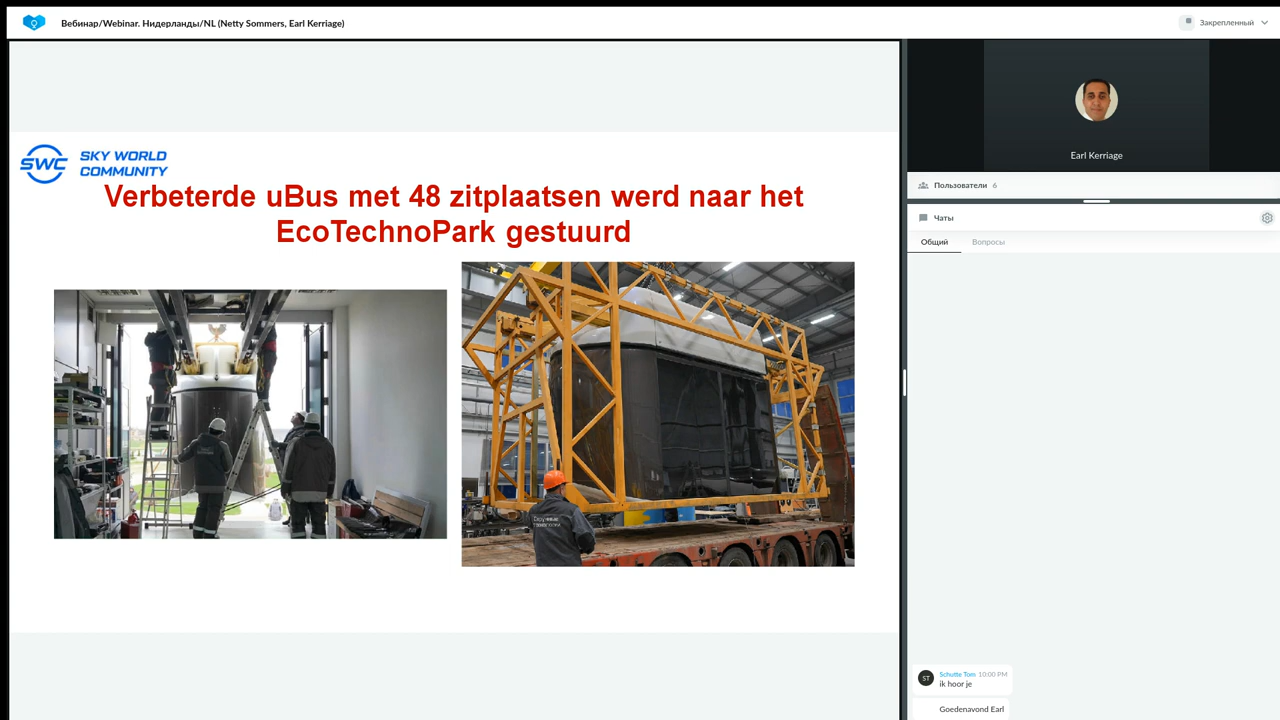 Вебинар/Webinar. Нидерланды/NL (Netty Sommers, Earl Kerriage)
Закрепленный
SWC
SKY WORLD
COMMUNITY
Verbeterde uBus met 48 zitplaatsen werd naar het
EcoTechnoPark gestuurd
Earl Kerriage
Пользователи 6
Чаты
Общий
Вопросы
ST
Schutte Tom 10:00 PM
ik hoor je
Goedenavond Earl